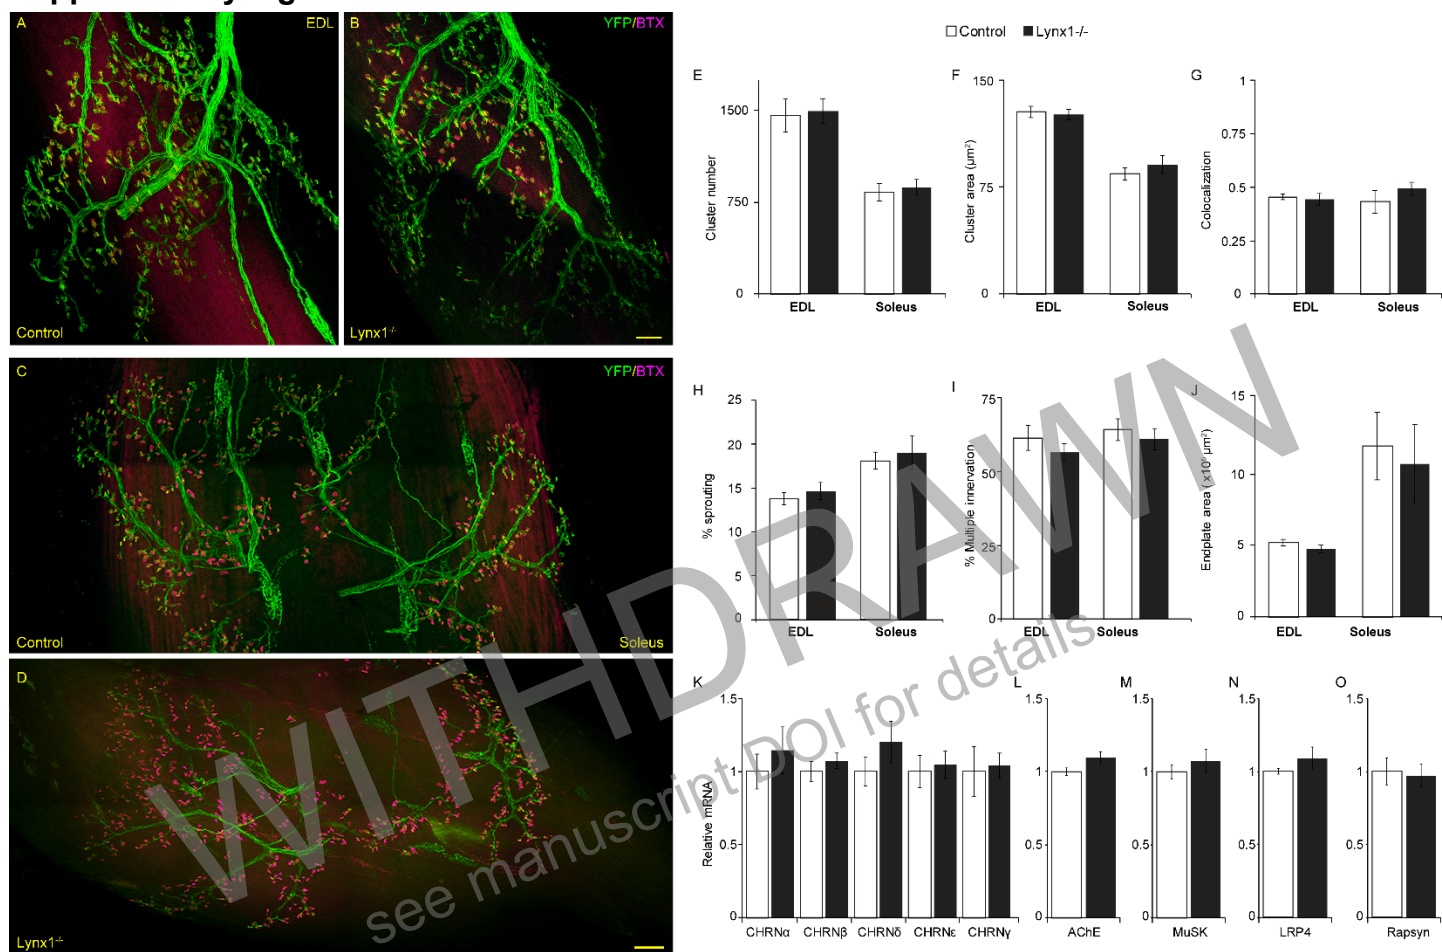 A
EDL
Control
B
YFP/BTX
Lynx1-/-
C
YFP/BTX
Control
Soleus
D
Lynx1-/-
Control
Lynx1-/-
E
Cluster number
1500
750
0
EDL
Soleus
F
Cluster area (µm²)
150
75
0
EDL
Soleus
G
Colocalization
1
0.75
0.5
0.25
0
EDL
Soleus
H
% sprouting
25
20
15
10
5
0
EDL
Soleus
I
% Multiple innervation
75
50
25
0
EDL
Soleus
J
Endplate area ( x10⁶ µm²)
15
10
5
0
EDL
Soleus
K
Relative mRNA
1.5
1
0.5
0
CHRNα
CHRNβ
CHRNδ
CHRNε
CHRNγ
L
1.5
1
0.5
0
AChE
M
1.5
1
0.5
0
MuSK
N
1.5
1
0.5
0
LRP4
O
1.5
1
0.5
0
Rapsyn
WITHDRAWN
see manuscript DOI for details